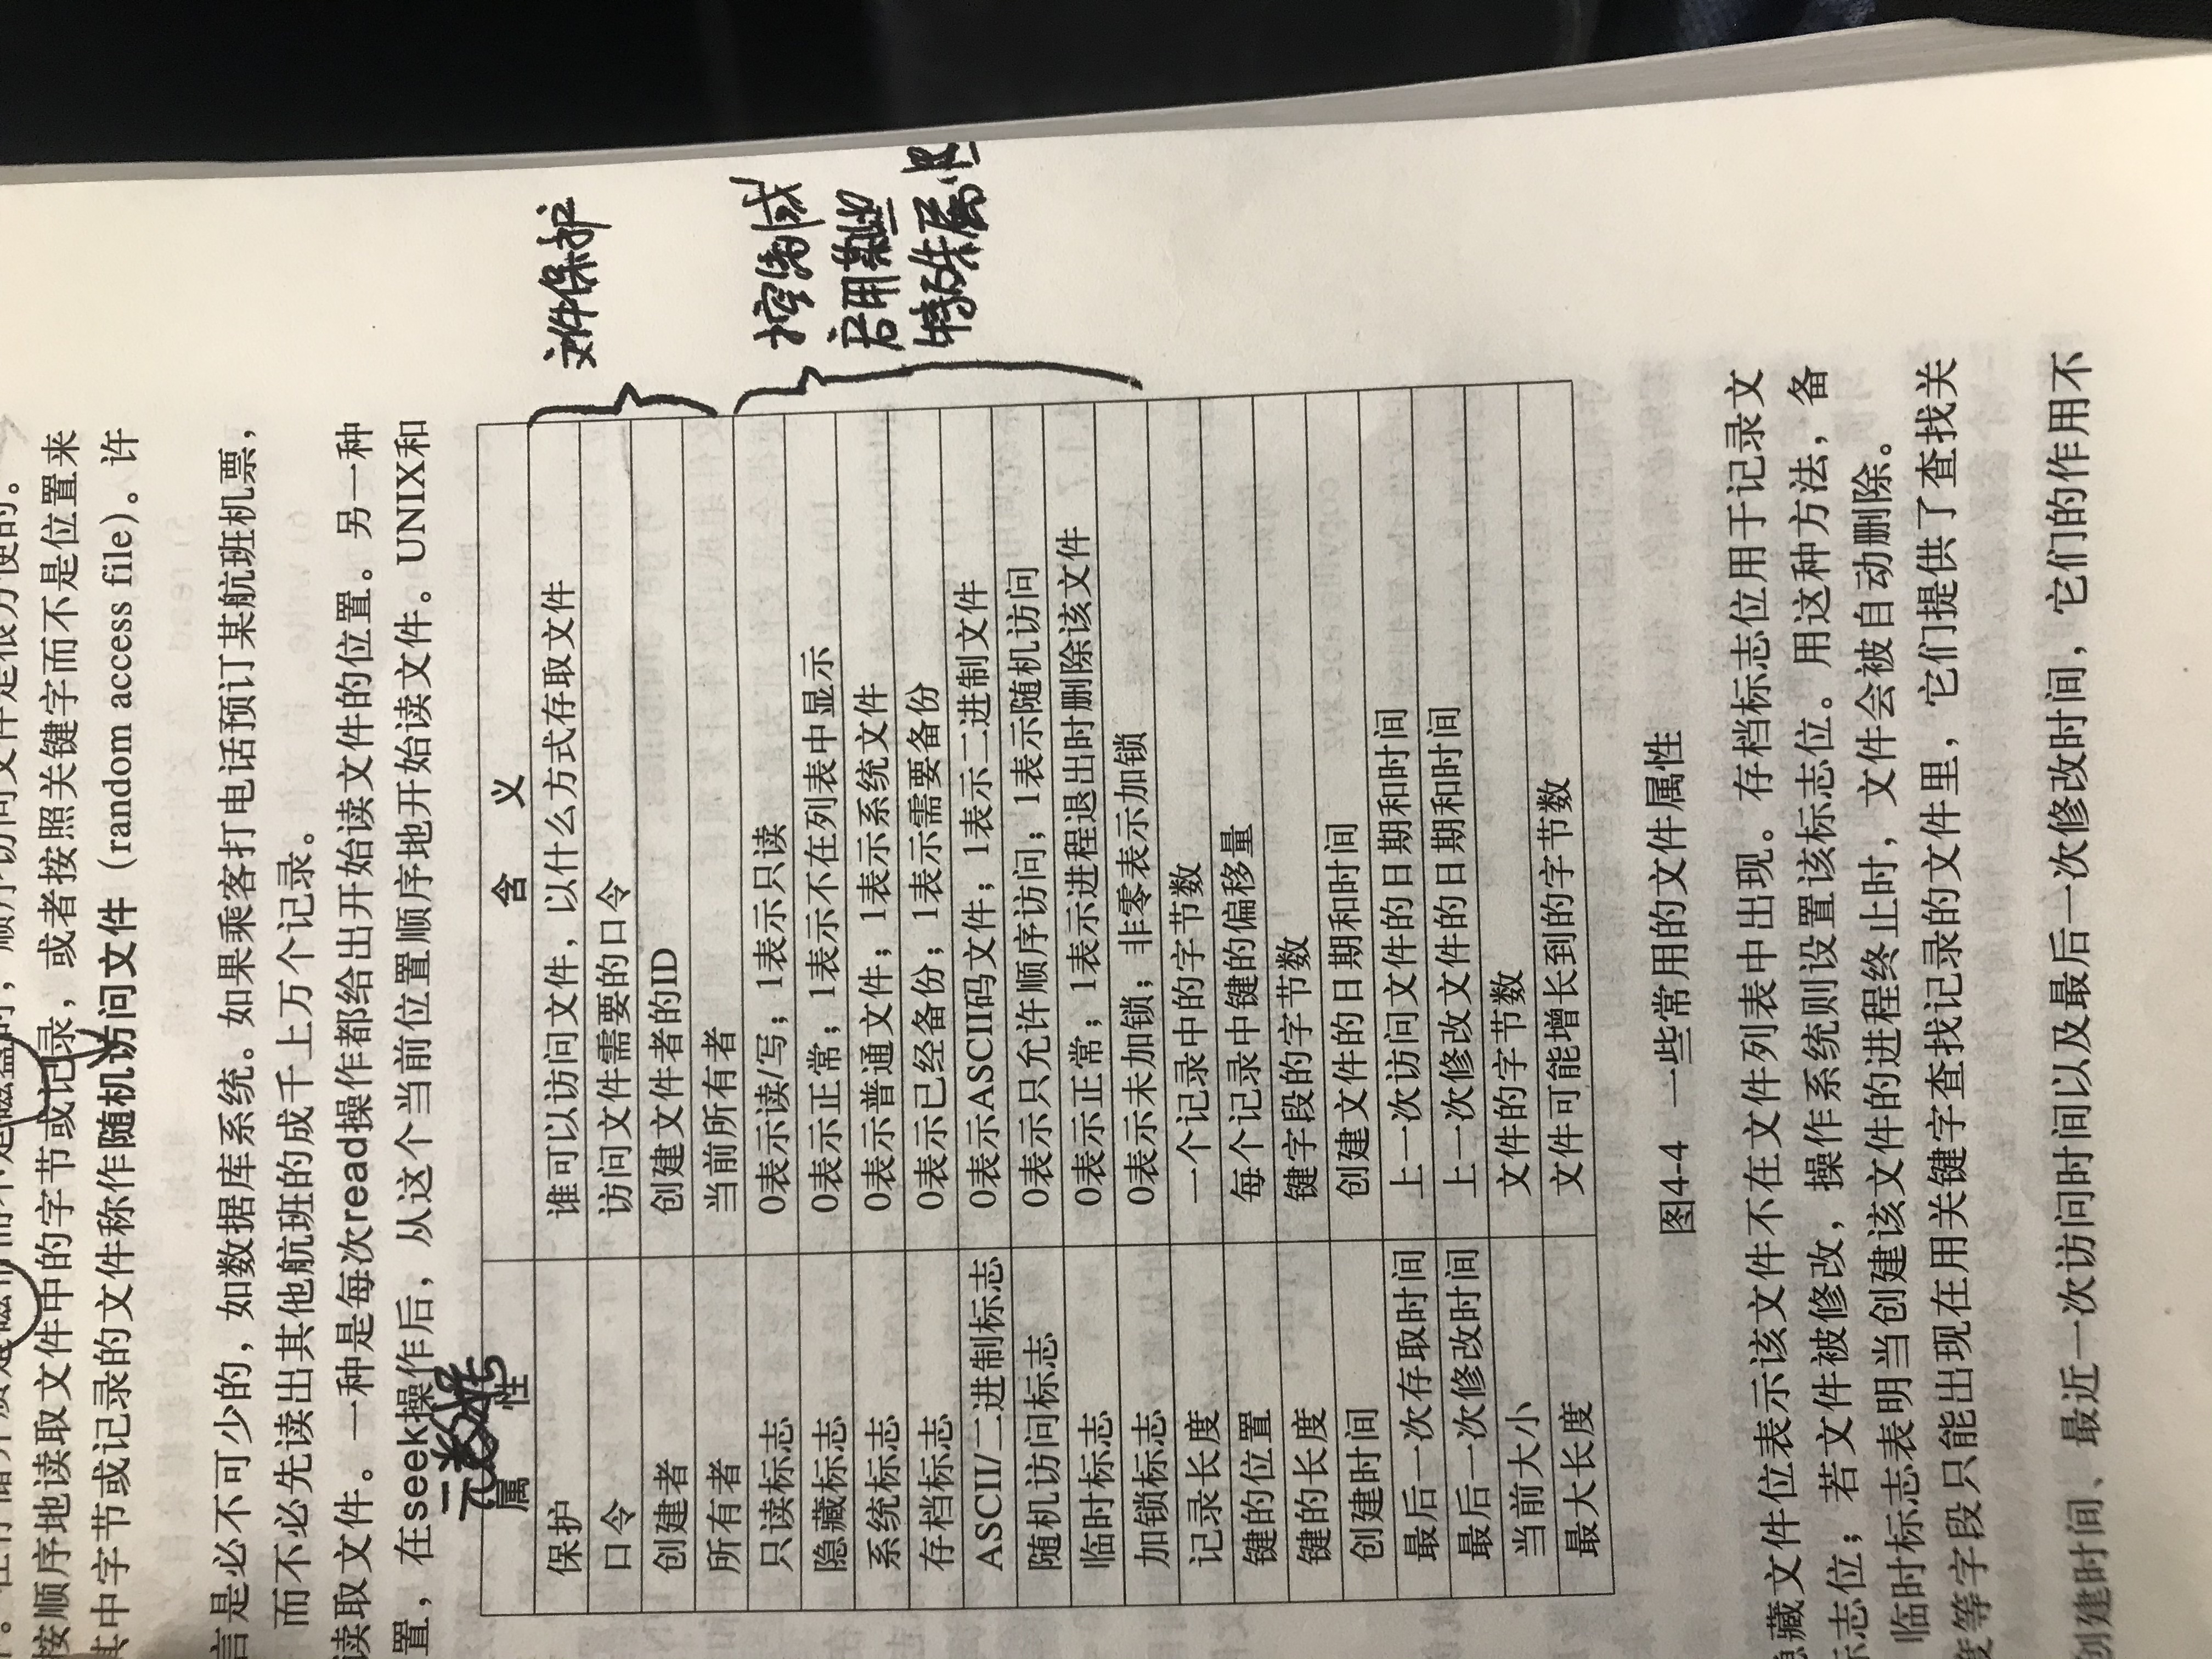 在存储介质是磁带而不是磁盘时，顺序访问文件是很方便的。
按顺序地读取文件中的字节或记录，或者按照关键字而不是位置来
其中字节或记录的文件称作随机访问文件（random access file）。许
言是必不可少的，如数据库系统。如果乘客打电话预订某航班机票，
而不必先读出其他航班的成千上万个记录。
读取文件。一种是每次read操作都给出开始读文件的位置。另一种
置，在seek操作后，从这个当前位置顺序地开始读文件。UNIX和
属 性 含 义
保护 谁可以访问文件，以什么方式存取文件
口令 访问文件需要的口令
创建者 创建文件者的ID
所有者 当前所有者
文件保护
只读标志 0表示读/写；1表示只读
隐藏标志 0表示正常；1表示不在列表中显示
系统标志 0表示普通文件；1表示系统文件
存档标志 0表示已经备份；1表示需要备份
ASCII/二进制标志 0表示ASCII码文件；1表示二进制文件
随机访问标志 0表示只允许顺序访问；1表示随机访问
临时标志 0表示正常；1表示进程退出时删除该文件
加锁标志 0表示未加锁；非零表示加锁
控制或
启用某些
特殊属性
记录长度 一个记录中的字节数
键的位置 每个记录中键的偏移量
键的长度 键字段的字节数
创建时间 创建文件的日期和时间
最后一次存取时间 上一次访问文件的日期和时间
最后一次修改时间 上一次修改文件的日期和时间
当前大小 文件的字节数
最大长度 文件可能增长到的字节数
图4-4 一些常用的文件属性
隐藏文件位表示该文件不在文件列表中出现。存档标志位用于记录文
标志位；若文件被修改，操作系统则设置该标志位。用这种方法，备
临时标志表明当创建该文件的进程终止时，文件会被自动删除。
度等字段只能出现在用关键字查找记录的文件里，它们提供了查找关
创建时间、最近一次访问时间以及最后一次修改时间，它们的作用不